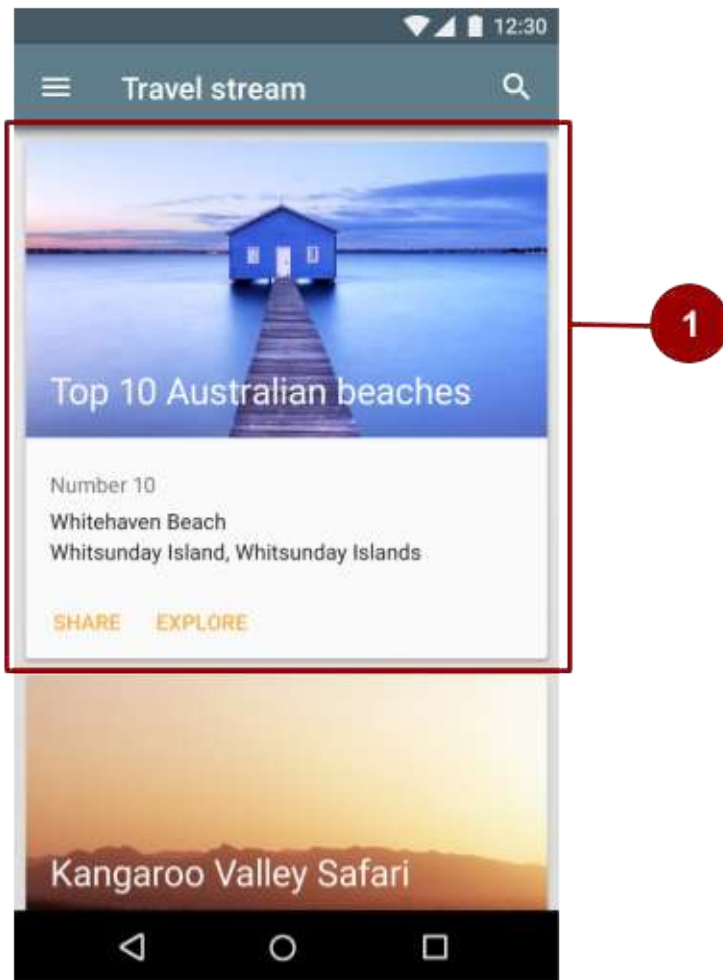 12:30
Travel stream
1
Top 10 Australian beaches
Number 10
Whitehaven Beach
Whitsunday Island, Whitsunday Islands
SHARE EXPLORE
Kangaroo Valley Safari